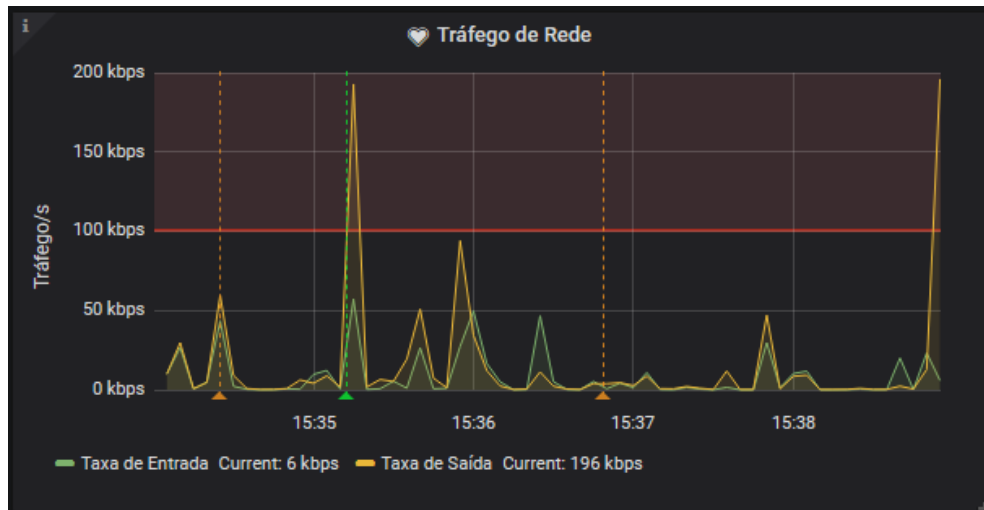 i
Tráfego de Rede
200 kbps
150 kbps
100 kbps
50 kbps
0 kbps
Tráfego/s
15:35 15:36 15:37 15:38
Taxa de Entrada Current: 6 kbps Taxa de Saída Current: 196 kbps